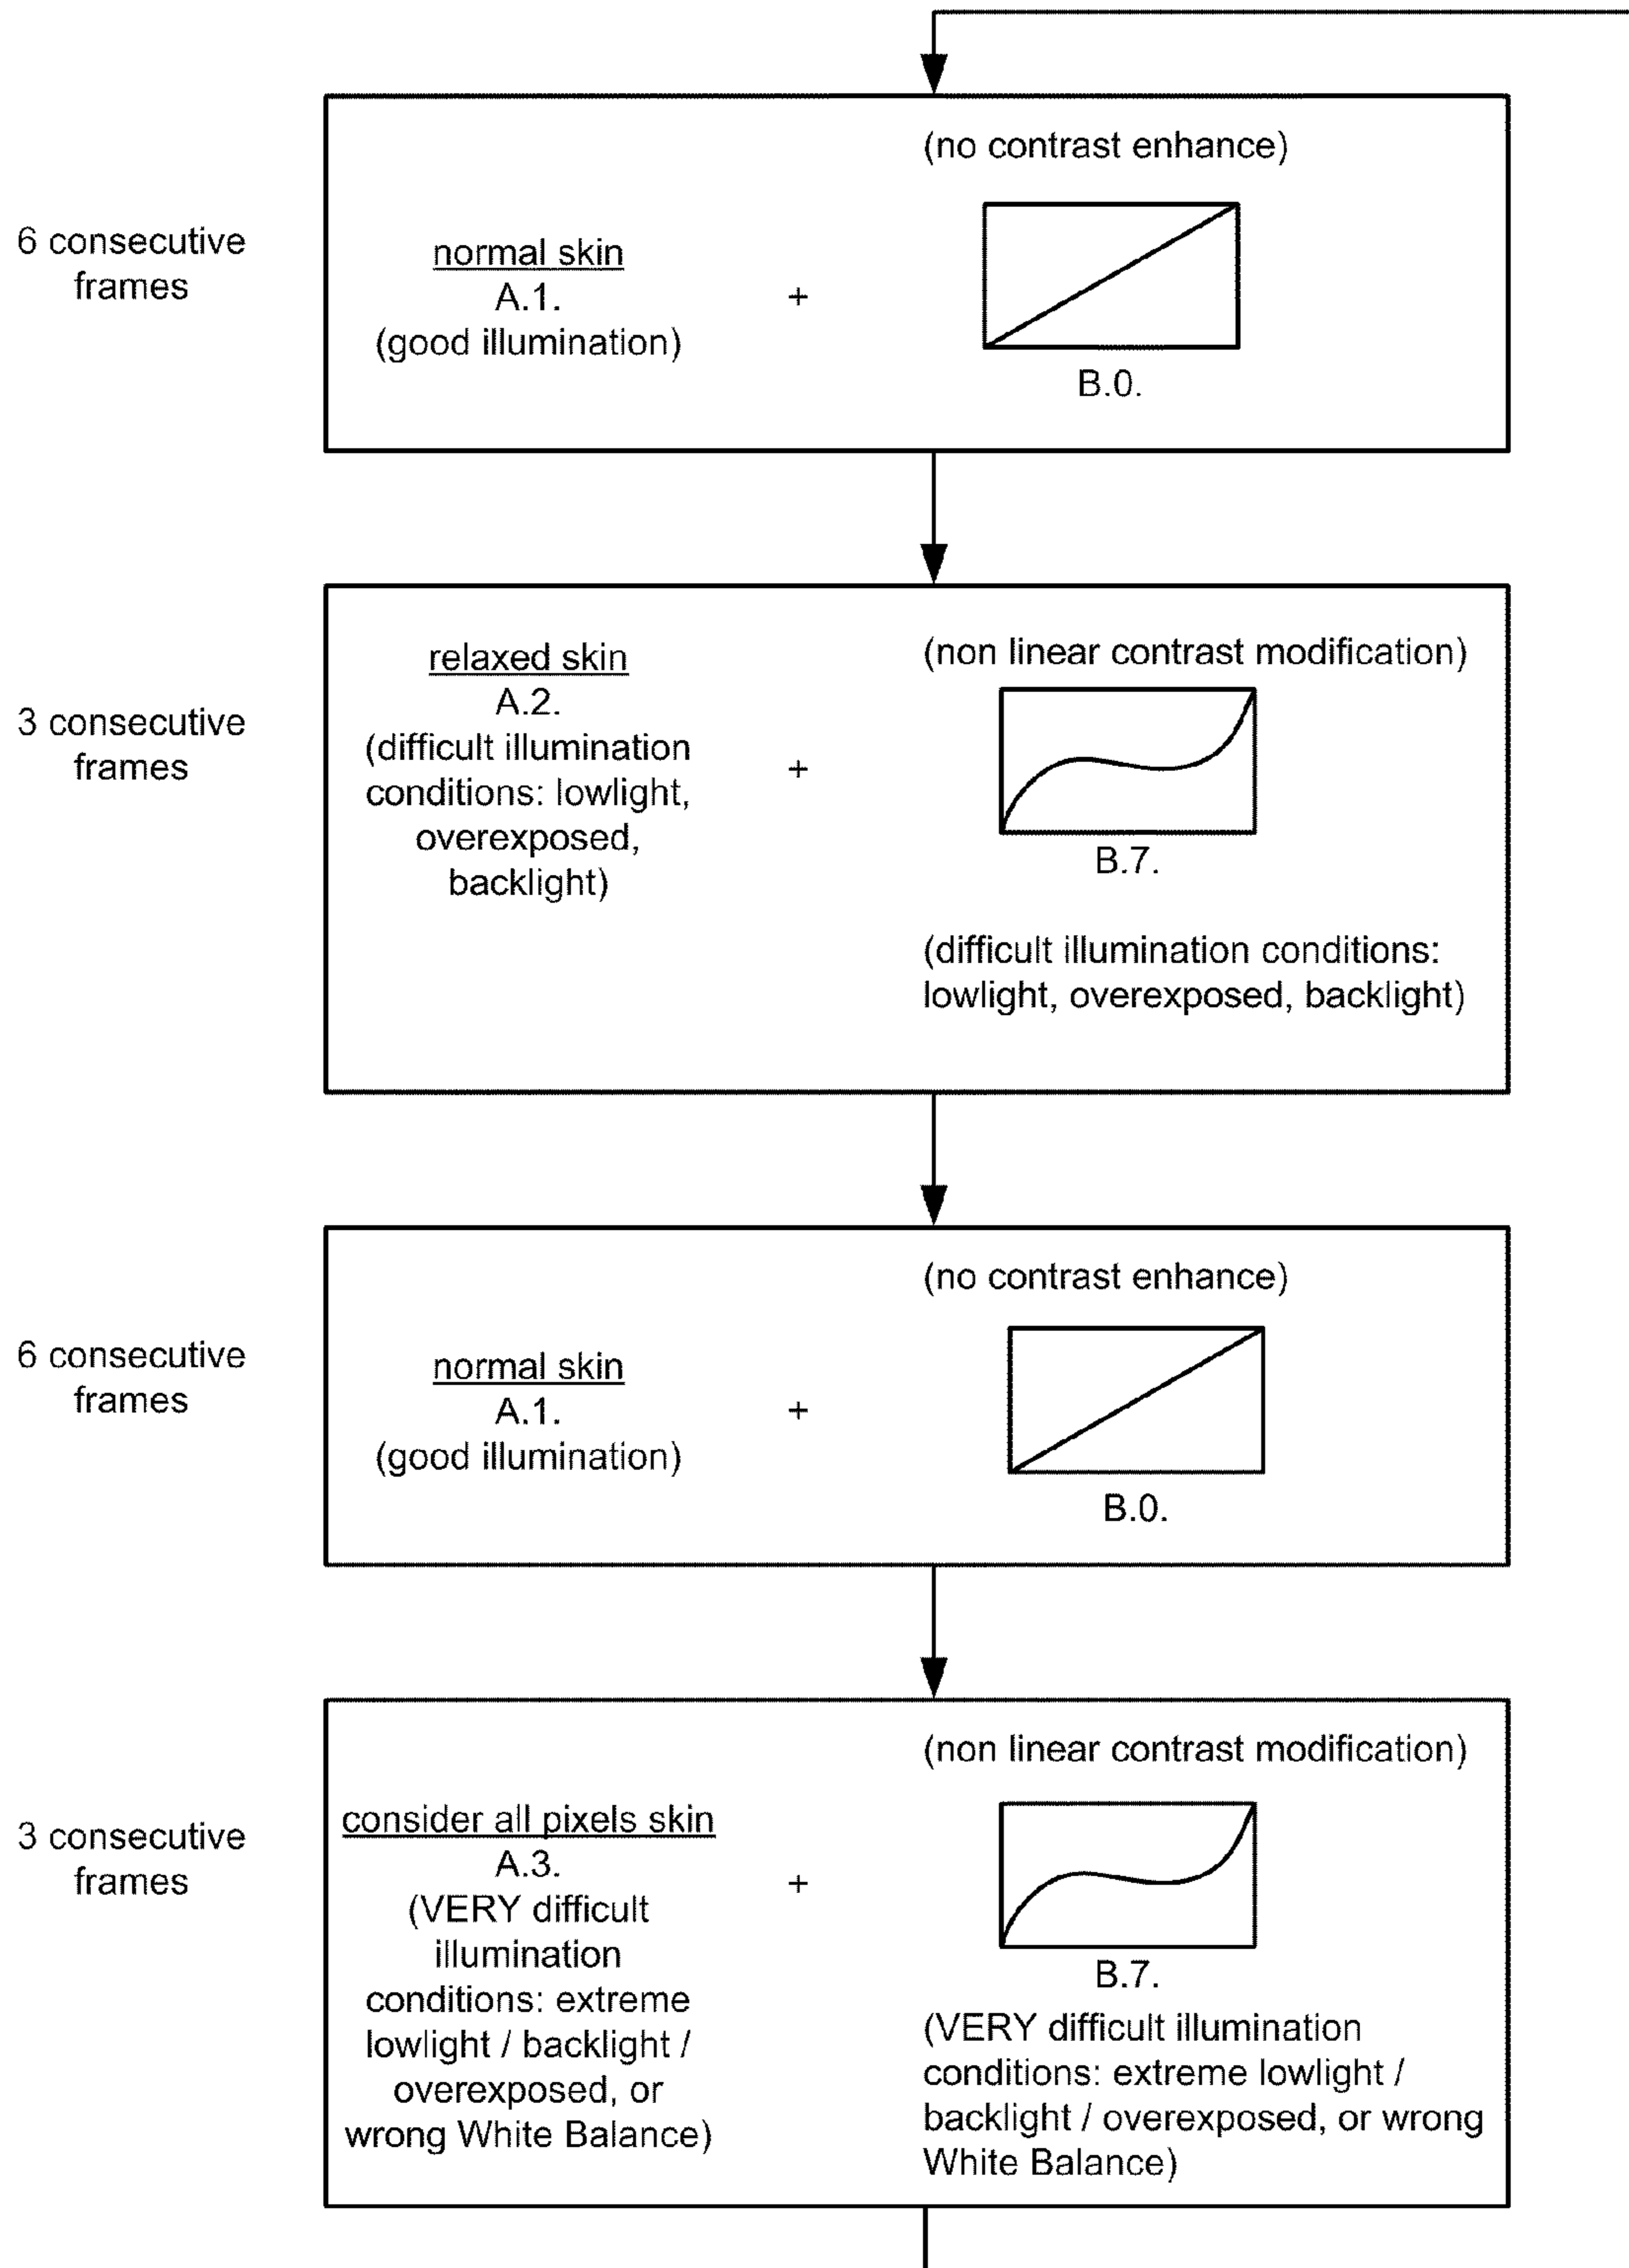 (no contrast enhance)
6 consecutive
frames
normal skin
A.1.
(good illumination)
+
B.0.
3 consecutive
frames
relaxed skin
A.2.
(difficult illumination
conditions: lowlight,
overexposed,
backlight)
+
(non linear contrast modification)
B.7.
(difficult illumination conditions:
lowlight, overexposed, backlight)
6 consecutive
frames
normal skin
A.1.
(good illumination)
+
(no contrast enhance)
B.0.
3 consecutive
frames
consider all pixels skin
A.3.
(VERY difficult
illumination
conditions: extreme
lowlight / backlight /
overexposed, or
wrong White Balance)
+
(non linear contrast modification)
B.7.
(VERY difficult illumination
conditions: extreme lowlight /
backlight / overexposed, or wrong
White Balance)